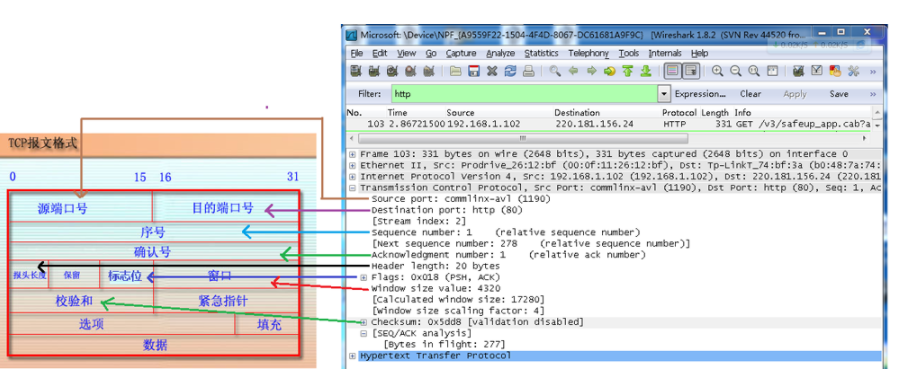 TCP报文格式
0 15 16 31
源端口号 目的端口号
序号
确认号
报头长度 保留 标志位 窗口
校验和 紧急指针
选项 填充
数据
Microsoft: \Device\NPF_{A9559F22-1504-4F4D-8067-DC61681A9F9C} [Wireshark 1.8.2 (SVN Rev 44520 fro...
File Edit View Go Capture Analyze Statistics Telephony Tools Internals Help
Filter: http Expression... Clear Apply Save
No. Time Source Destination Protocol Length Info
103 2.86721500 192.168.1.102 220.181.156.24 HTTP 331 GET /v3/safeup_app.cab?a
Frame 103: 331 bytes on wire (2648 bits), 331 bytes captured (2648 bits) on interface 0
Ethernet II, Src: Prodrive_26:12:bf (00:0f:11:26:12:bf), Dst: Tp-LinkT_74:bf:3a (b0:48:7a:74:
Internet Protocol Version 4, Src: 192.168.1.102 (192.168.1.102), Dst: 220.181.156.24 (220.181
Transmission Control Protocol, Src Port: commlinx-avl (1190), Dst Port: http (80), Seq: 1, Ac
Source port: commlinx-avl (1190)
Destination port: http (80)
[Stream index: 2]
Sequence number: 1 (relative sequence number)
[Next sequence number: 278 (relative sequence number)]
Acknowledgment number: 1 (relative ack number)
Header length: 20 bytes
Flags: 0x018 (PSH, ACK)
Window size value: 4320
[Calculated window size: 17280]
[Window size scaling factor: 4]
Checksum: 0x5dd8 [validation disabled]
[SEQ/ACK analysis]
[Bytes in flight: 277]
Hypertext Transfer Protocol